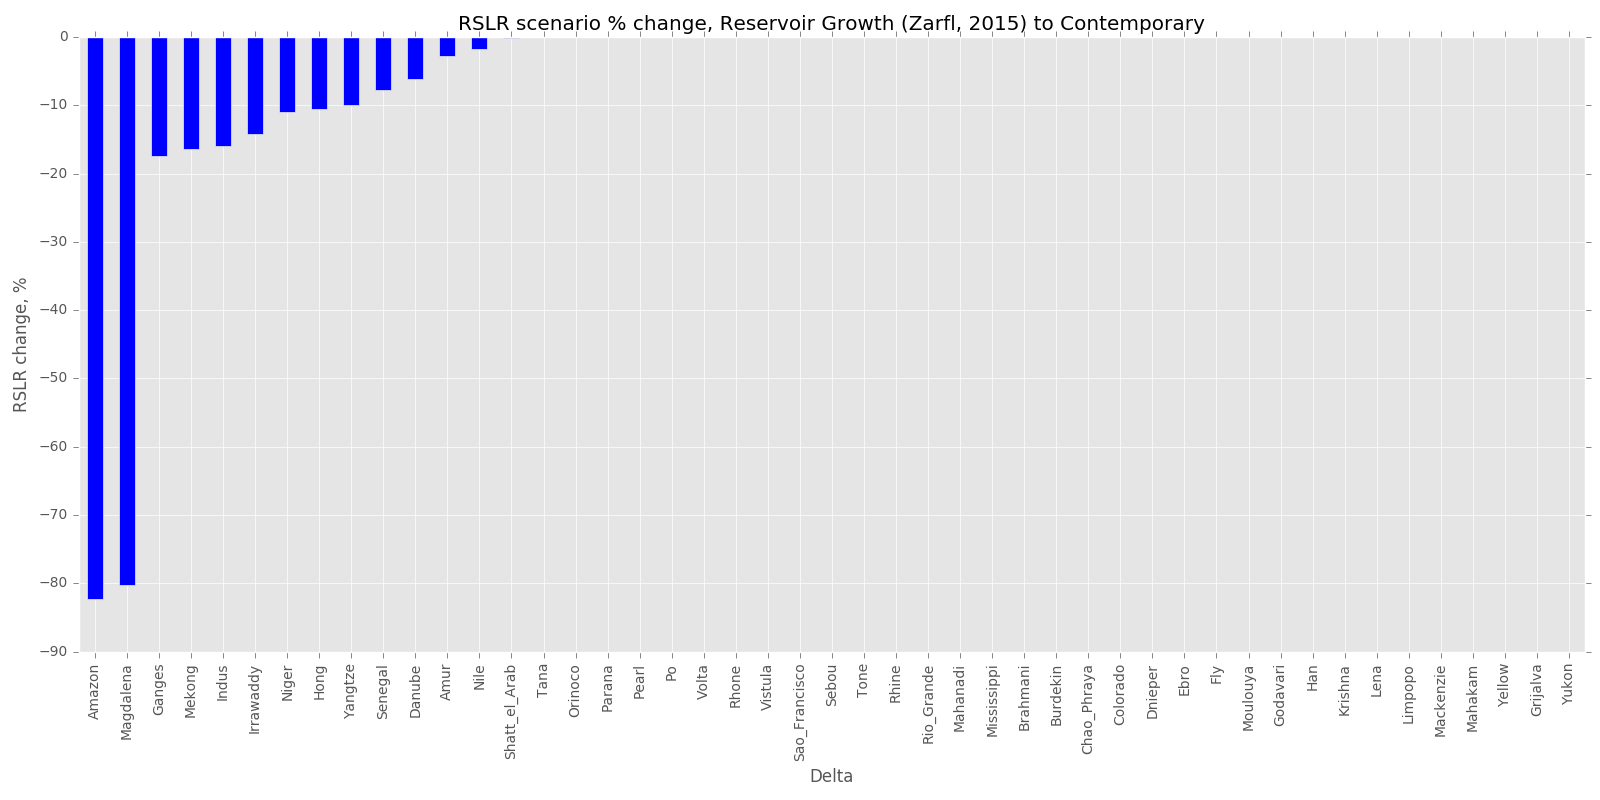 RSLR scenario % change, Reservoir Growth (Zarfl, 2015) to Contemporary
RSLR change, %
0
−10
−20
−30
−40
−50
−60
−70
−80
−90
Amazon
Magdalena
Ganges
Mekong
Indus
Irrawaddy
Niger
Hong
Yangtze
Senegal
Danube
Amur
Nile
Shatt_el_Arab
Tana
Orinoco
Parana
Pearl
Po
Volta
Rhone
Vistula
Sao_Francisco
Sebou
Tone
Rhine
Rio_Grande
Mahanadi
Mississippi
Brahmani
Burdekin
Chao_Phraya
Colorado
Dnieper
Ebro
Fly
Moulouya
Godavari
Han
Krishna
Lena
Limpopo
Mackenzie
Mahakam
Yellow
Grijalva
Yukon
Delta